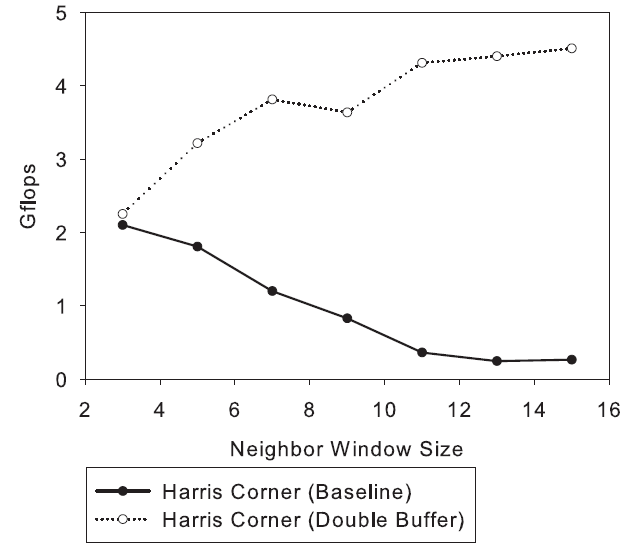 5
4
3
2
1
0
Gflops
2 4 6 8 10 12 14 16
Neighbor Window Size
Harris Corner (Baseline)
Harris Corner (Double Buffer)